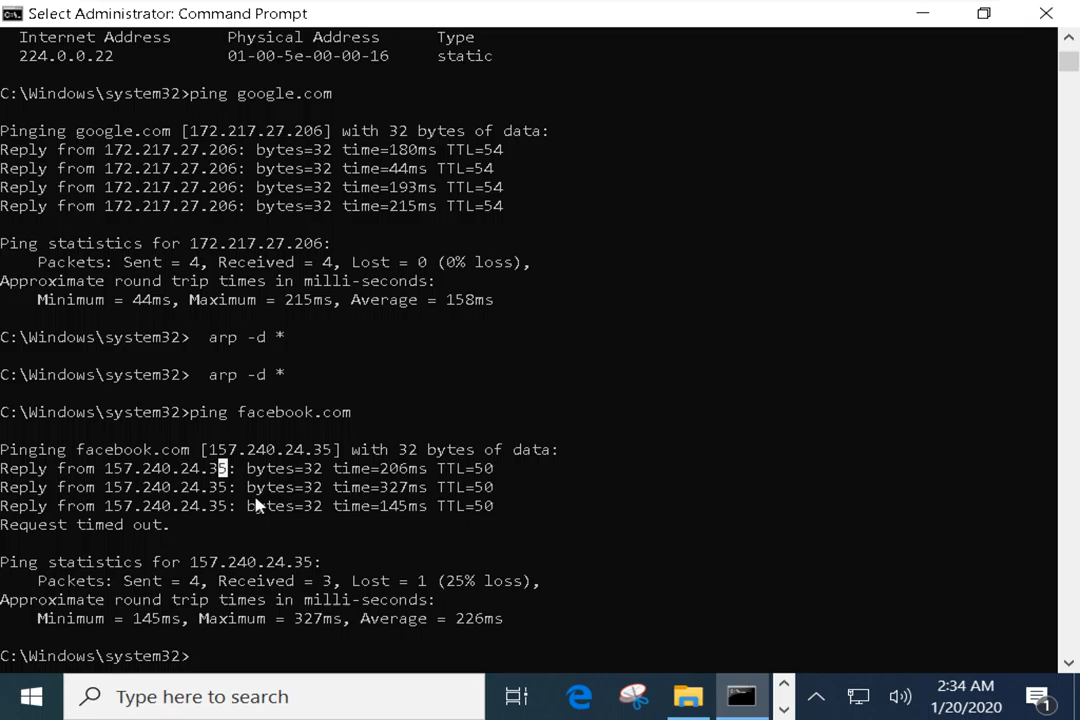 Select Administrator: Command Prompt
Internet Address Physical Address Type
224.0.0.22 01-00-5e-00-00-16 static
C:\Windows\system32>ping google.com
Pinging google.com [172.217.27.206] with 32 bytes of data:
Reply from 172.217.27.206: bytes=32 time=180ms TTL=54
Reply from 172.217.27.206: bytes=32 time=44ms TTL=54
Reply from 172.217.27.206: bytes=32 time=193ms TTL=54
Reply from 172.217.27.206: bytes=32 time=215ms TTL=54
Ping statistics for 172.217.27.206:
Packets: Sent = 4, Received = 4, Lost = 0 (0% loss),
Approximate round trip times in milli-seconds:
Minimum = 44ms, Maximum = 215ms, Average = 158ms
C:\Windows\system32>  arp -d *
C:\Windows\system32>  arp -d *
C:\Windows\system32>ping facebook.com
Pinging facebook.com [157.240.24.35] with 32 bytes of data:
Reply from 157.240.24.35: bytes=32 time=206ms TTL=50
Reply from 157.240.24.35: bytes=32 time=327ms TTL=50
Reply from 157.240.24.35: bytes=32 time=145ms TTL=50
Request timed out.
Ping statistics for 157.240.24.35:
Packets: Sent = 4, Received = 3, Lost = 1 (25% loss),
Approximate round trip times in milli-seconds:
Minimum = 145ms, Maximum = 327ms, Average = 226ms
C:\Windows\system32>
Type here to search
2:34 AM
1/20/2020
1